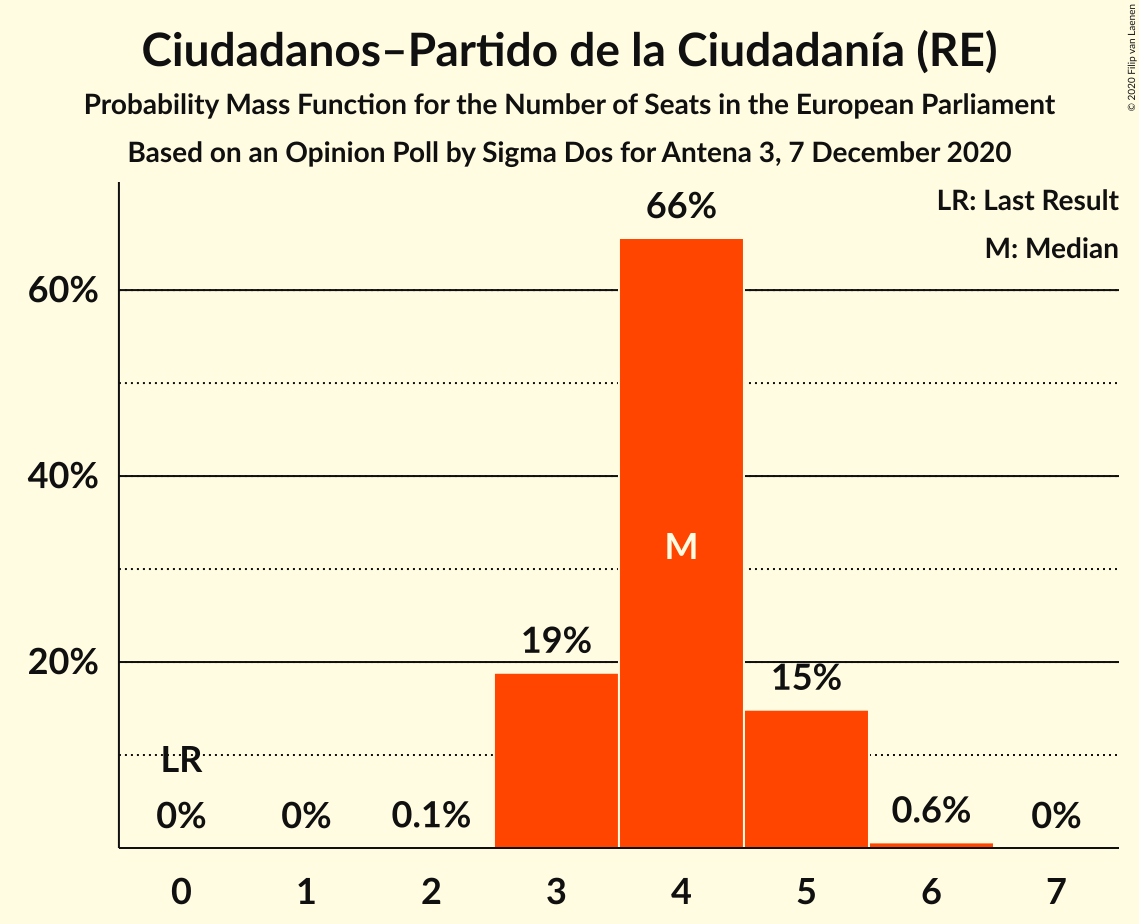 Ciudadanos–Partido de la Ciudadanía (RE)
Probability Mass Function for the Number of Seats in the European Parliament
Based on an Opinion Poll by Sigma Dos for Antena 3, 7 December 2020
© 2020 Filip van Laenen
LR: Last Result
M: Median
66%
60%
40%
M
19%
20%
15%
LR
0%
0%
0.1%
0.6%
0%
0
1
2
3
4
5
6
7